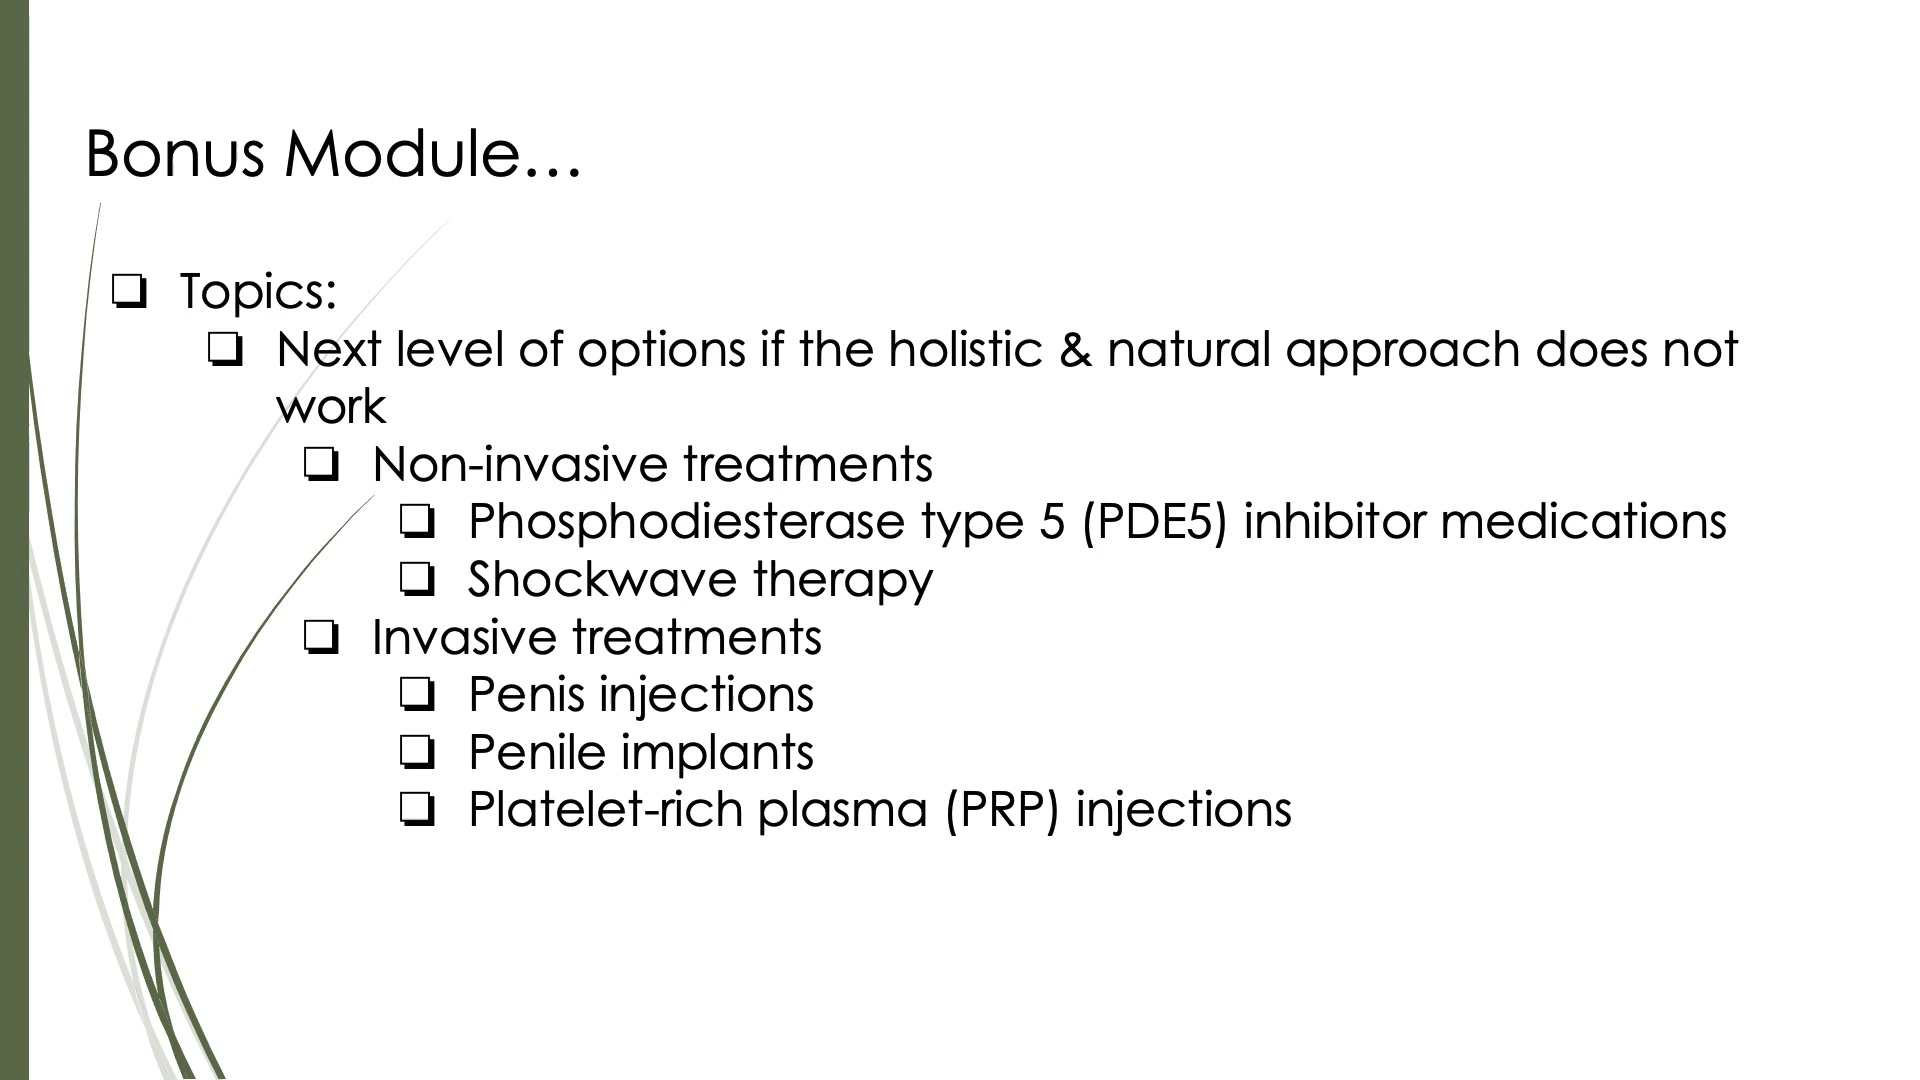 Bonus Module…
❑ Topics:
❑ Next level of options if the holistic & natural approach does not
work
❑ Non-invasive treatments
❑ Phosphodiesterase type 5 (PDE5) inhibitor medications
❑ Shockwave therapy
❑ Invasive treatments
❑ Penis injections
❑ Penile implants
❑ Platelet-rich plasma (PRP) injections